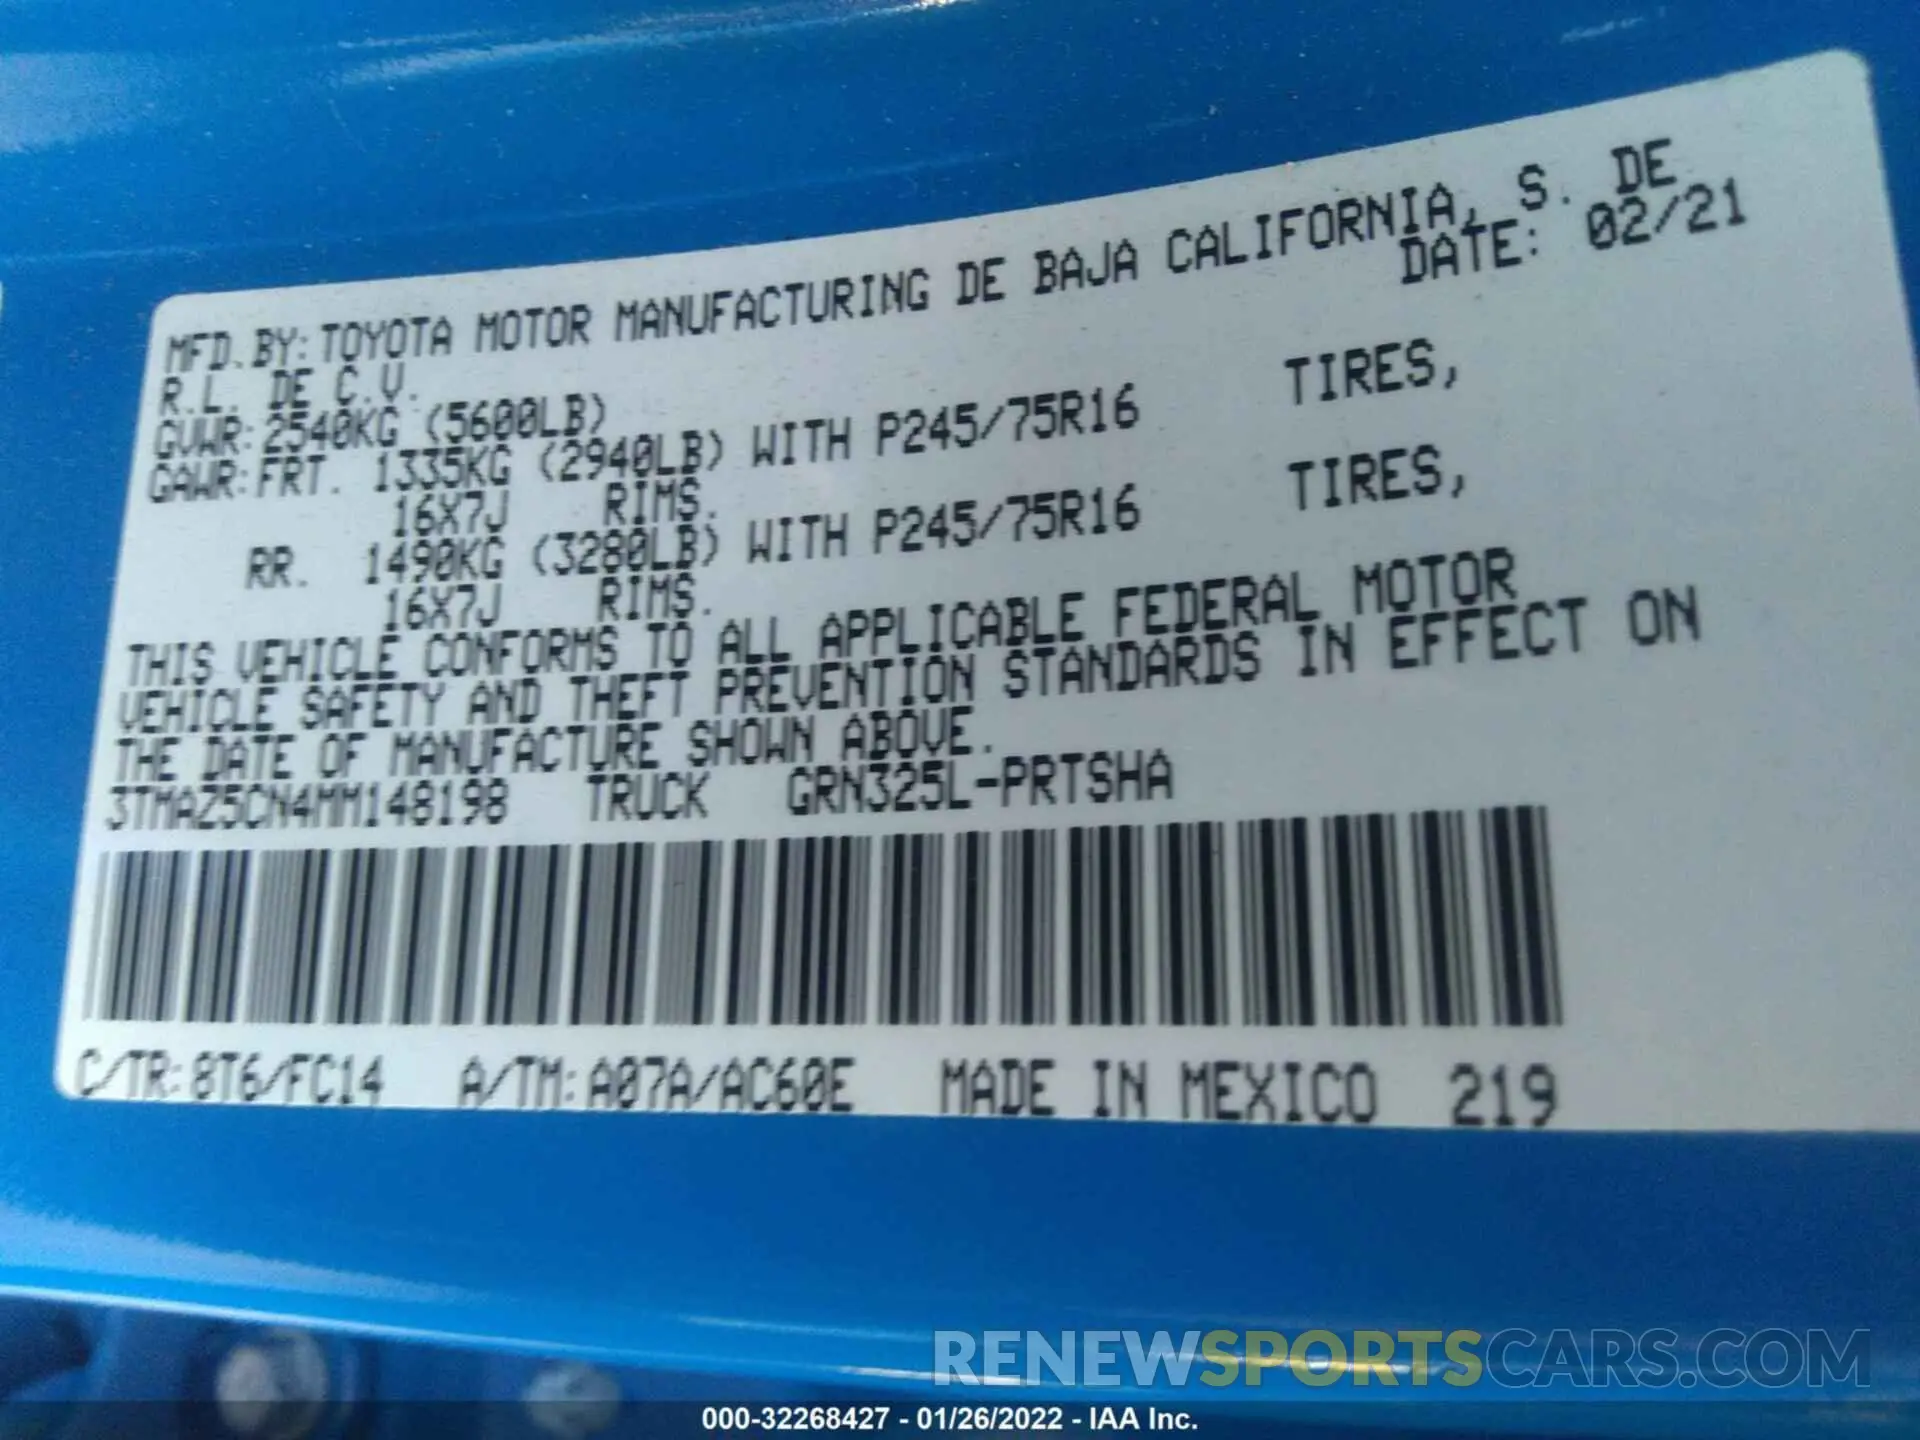 MFD.BY:TOYOTA MOTOR MANUFACTURING DE BAJA CALIFORNIA, S. DE
R.L. DE C.V. DATE: 02/21
GVWR:2540KG (5600LB)
GAWR:FRT. 1335KG (2940LB) WITH P245/75R16 TIRES,
16X7J RIMS.
RR. 1490KG (3280LB) WITH P245/75R16 TIRES,
16X7J RIMS.
THIS VEHICLE CONFORMS TO ALL APPLICABLE FEDERAL MOTOR
VEHICLE SAFETY AND THEFT PREVENTION STANDARDS IN EFFECT ON
THE DATE OF MANUFACTURE SHOWN ABOVE.
3TMAZ5CN4MM148198 TRUCK GRN325L-PRTSHA
C/TR:8T6/FC14 A/TM:A07A/AC60E MADE IN MEXICO 219
RENEWSPORTSCARS.COM
000-32268427 - 01/26/2022 - IAA Inc.